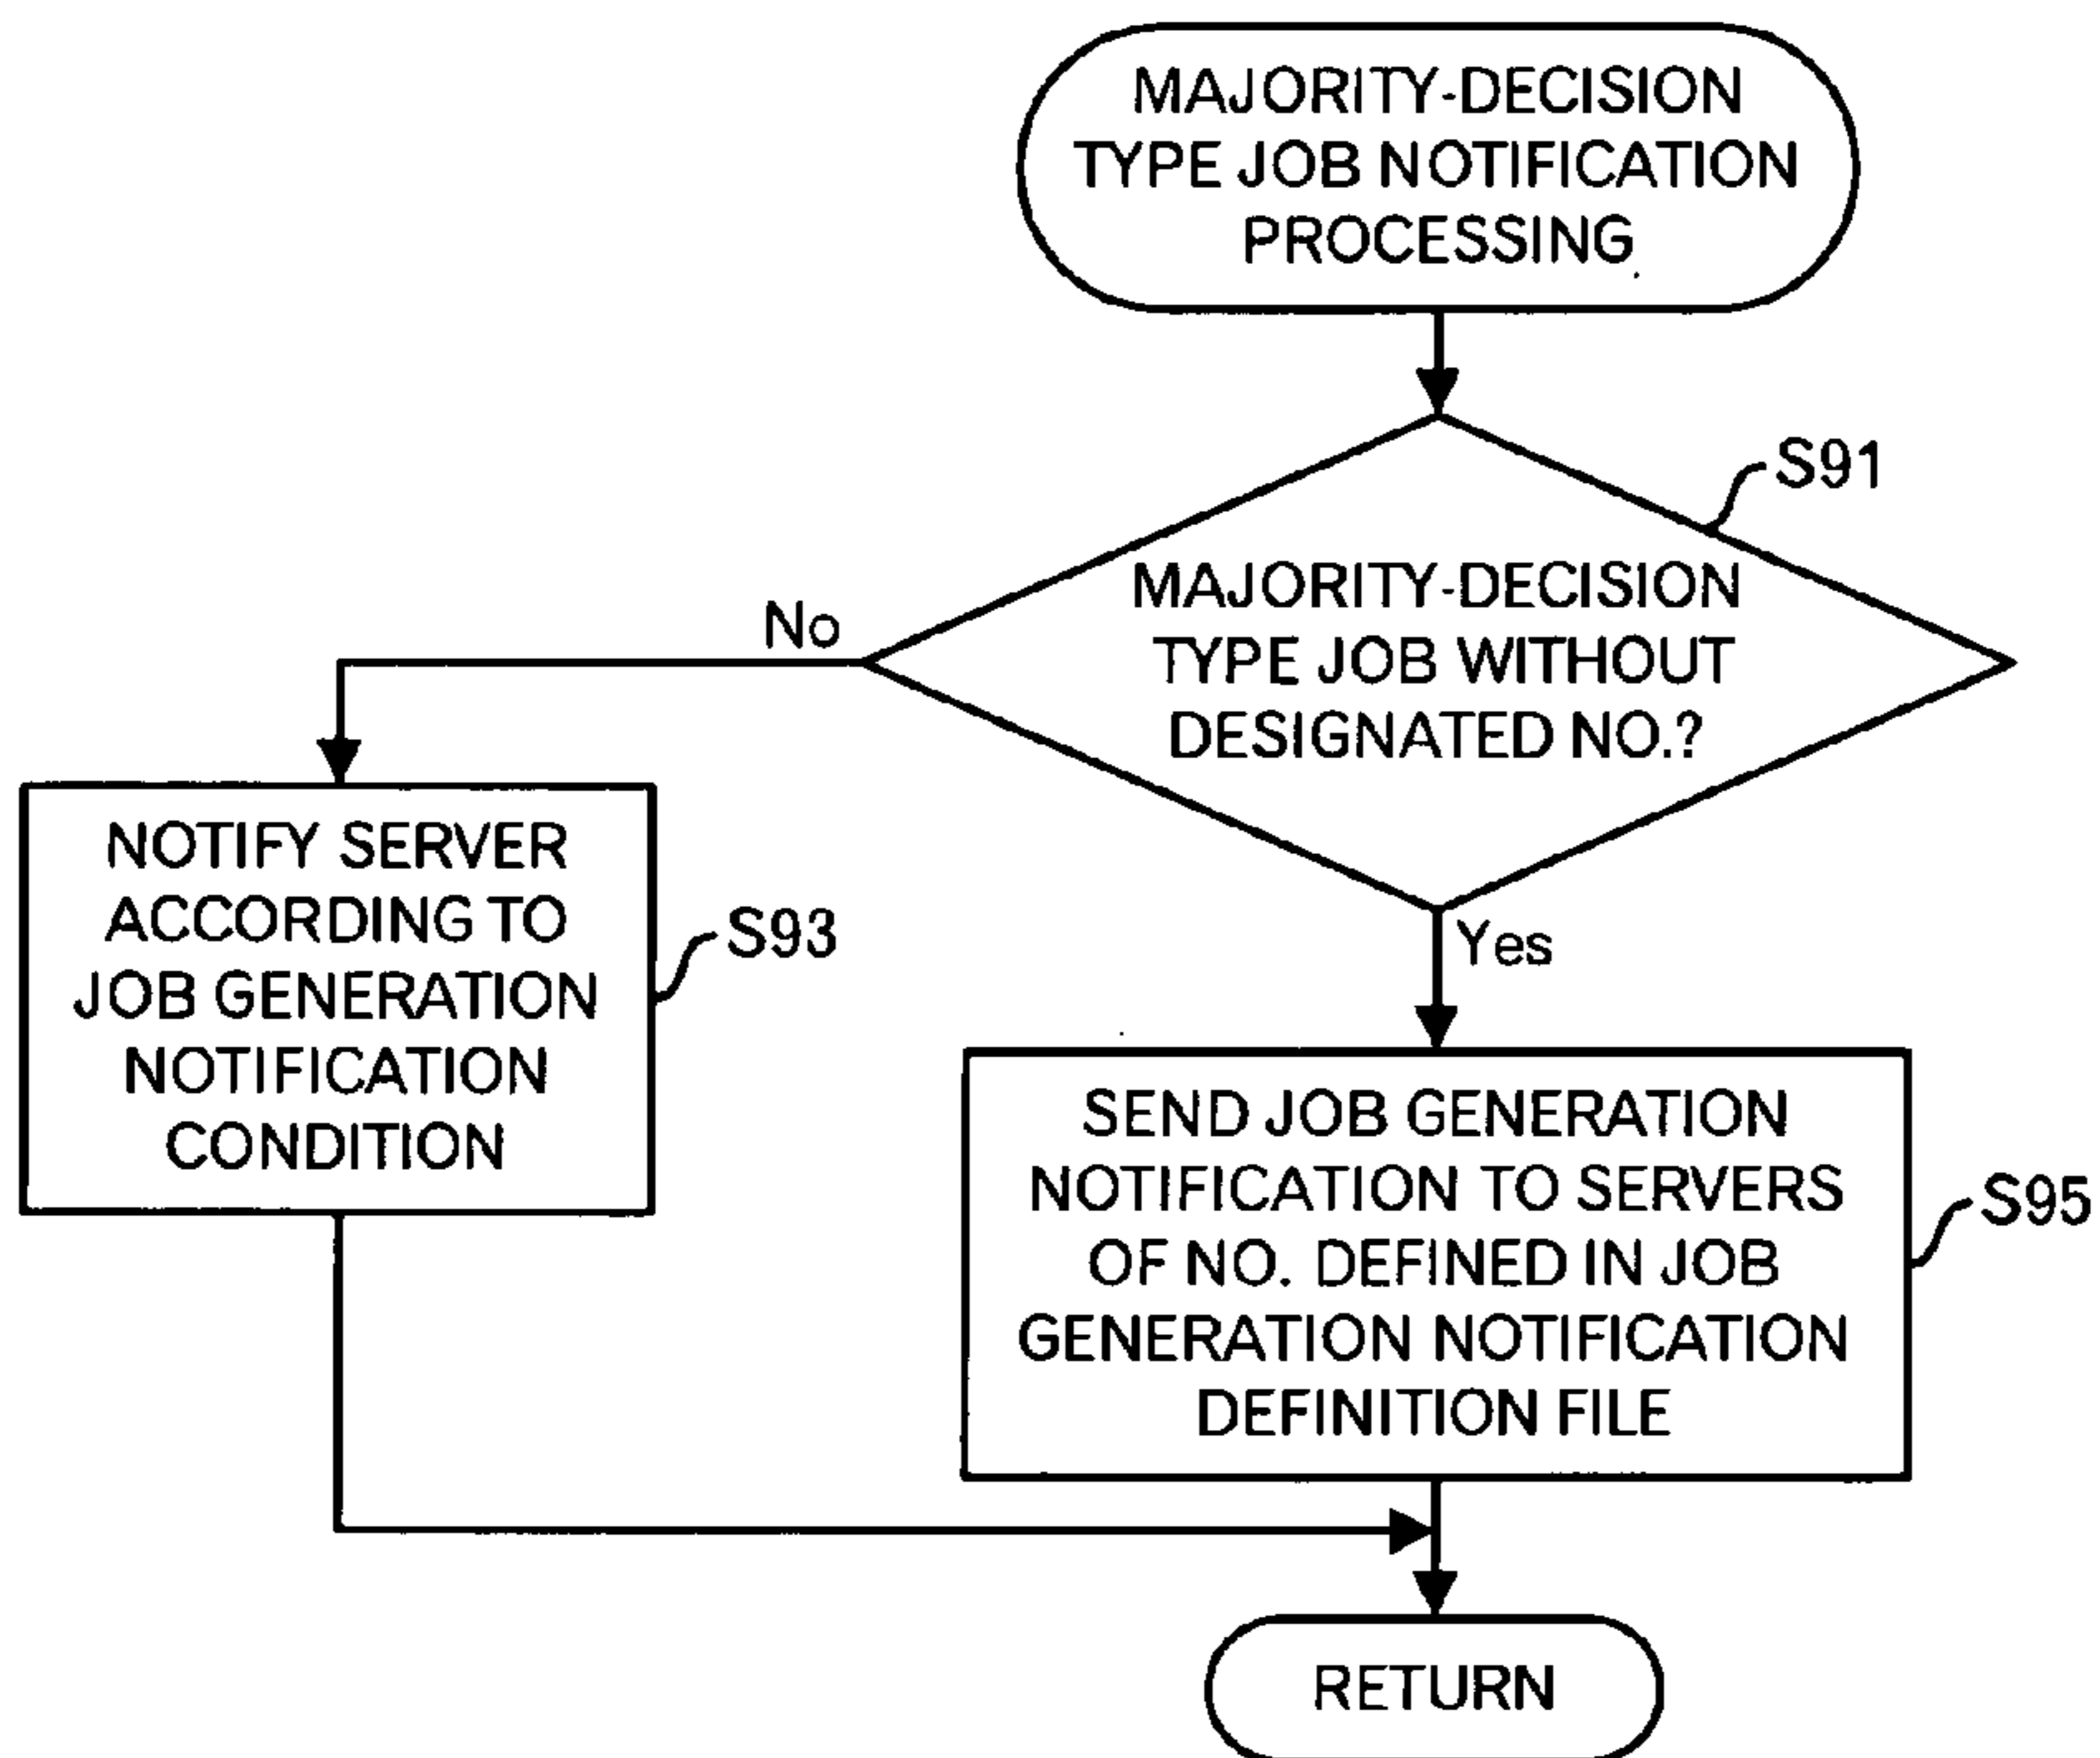 MAJORITY-DECISION
TYPE JOB NOTIFICATION
PROCESSING
S91
MAJORITY-DECISION
TYPE JOB WITHOUT
DESIGNATED NO.?
No
Yes
NOTIFY SERVER
ACCORDING TO
JOB GENERATION
NOTIFICATION
CONDITION
S93
SEND JOB GENERATION
NOTIFICATION TO SERVERS
OF NO. DEFINED IN JOB
GENERATION NOTIFICATION
DEFINITION FILE
S95
RETURN